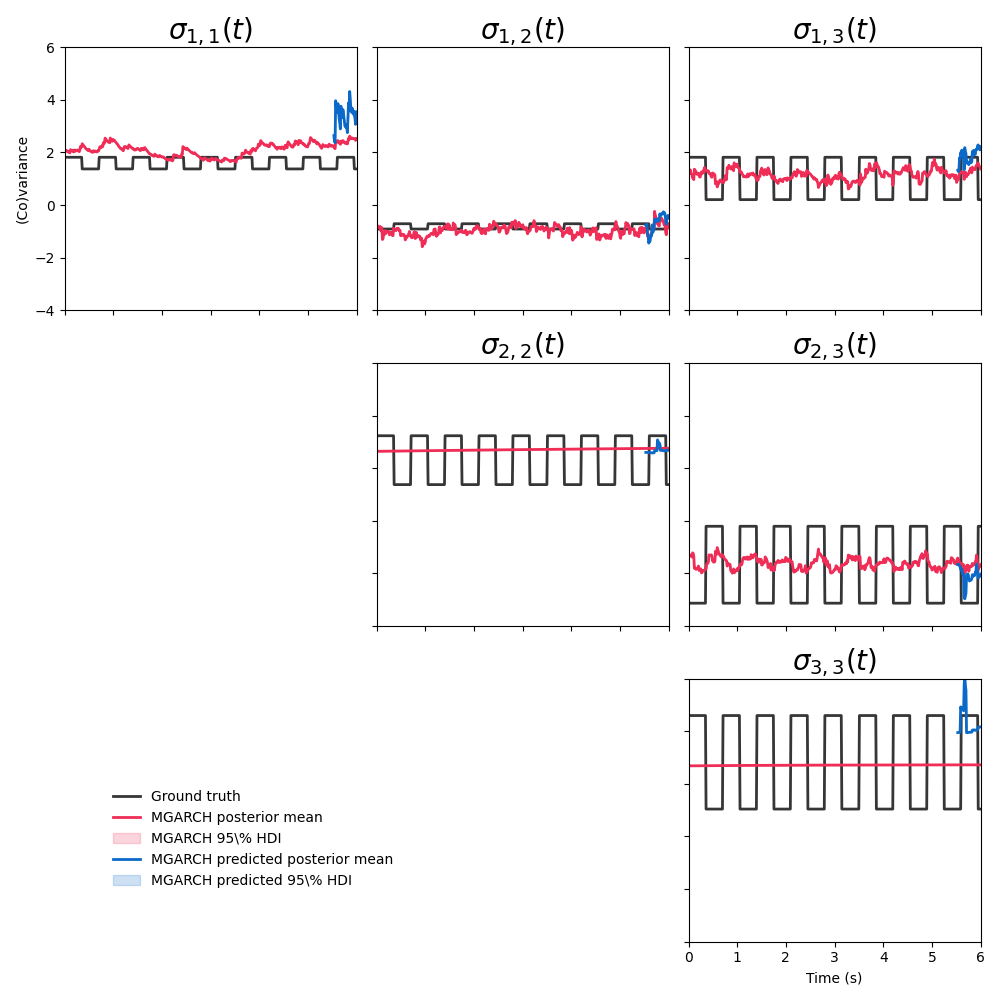 σ₁,₁(t)
σ₁,₂(t)
σ₁,₃(t)
6
4
2
0
−2
−4
(Co)variance
σ₂,₂(t)
σ₂,₃(t)
σ₃,₃(t)
Ground truth
MGARCH posterior mean
MGARCH 95\% HDI
MGARCH predicted posterior mean
MGARCH predicted 95\% HDI
0 1 2 3 4 5 6
Time (s)